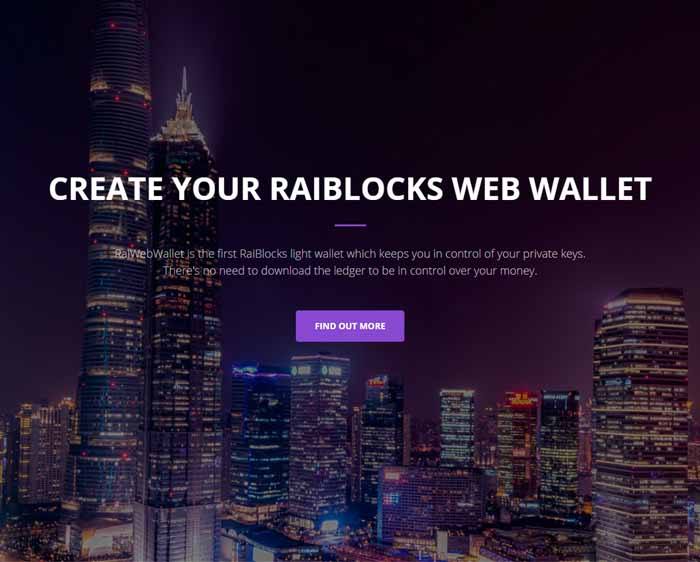 CREATE YOUR RAIBLOCKS WEB WALLET
RaiWebWallet is the first RaiBlocks light wallet which keeps you in control of your private keys.
There's no need to download the ledger to be in control over your money.
FIND OUT MORE